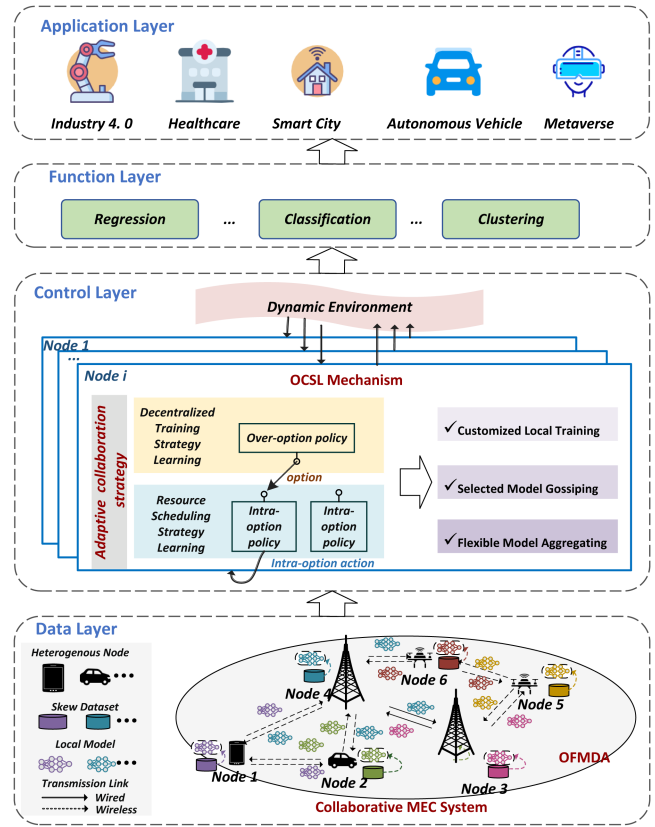 Application Layer
Industry 4. 0
Healthcare
Smart City
Autonomous Vehicle
Metaverse
Function Layer
Regression
...
Classification
...
Clustering
Control Layer
Dynamic Environment
Node 1
...
Node i
OCSL Mechanism
Adaptive collaboration
strategy
Decentralized
Training
Strategy
Learning
Over-option policy
option
Resource
Scheduling
Strategy
Learning
Intra-
option
policy
Intra-
option
policy
Intra-option action
✓Customized Local Training
✓Selected Model Gossiping
✓Flexible Model Aggregating
Data Layer
Heterogenous Node
Skew Dataset
Local Model
Transmission Link
Wired
Wireless
Node 4
Node 6
Node 5
Node 1
Node 2
Node 3
OFMDA
Collaborative MEC System